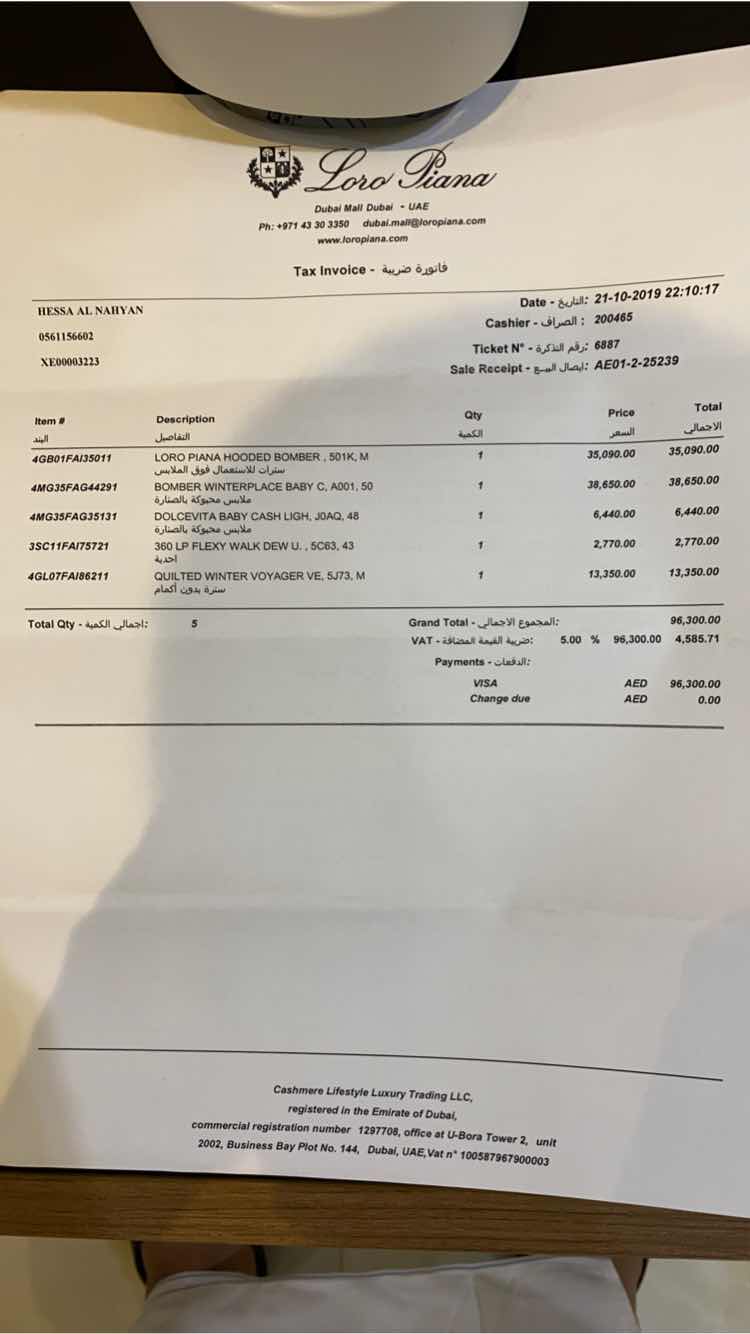 Loro Piana
Dubai Mall Dubai - UAE
Ph: +971 43 30 3350 dubai.mall@loropiana.com
www.loropiana.com
Tax Invoice - فاتورة ضريبة
HESSA AL NAHYAN
0561156602
XE00003223
Date - التاريخ: 21-10-2019 22:10:17
Cashier - الصراف : 200465
Ticket N° - رقم التذكرة: 6887
Sale Receipt - ايصال البيع: AE01-2-25239
Item # Description Qty Price Total
البند التفاصيل الكمية السعر الاجمالي
4GB01FAI35011 LORO PIANA HOODED BOMBER , 501K, M 1 35,090.00 35,090.00
سترات للاستعمال فوق الملابس
4MG35FAG44291 BOMBER WINTERPLACE BABY C, A001, 50 1 38,650.00 38,650.00
ملابس محبوكة بالصنارة
4MG35FAG35131 DOLCEVITA BABY CASH LIGH, J0AQ, 48 1 6,440.00 6,440.00
ملابس محبوكة بالصنارة
3SC11FAI75721 360 LP FLEXY WALK DEW U. , 5C63, 43 1 2,770.00 2,770.00
احذية
4GL07FAI86211 QUILTED WINTER VOYAGER VE, 5J73, M 1 13,350.00 13,350.00
سترة بدون أكمام
Total Qty - اجمالي الكمية: 5 Grand Total - المجموع الاجمالي: 96,300.00
VAT - ضريبة القيمة المضافة: 5.00 % 96,300.00 4,585.71
Payments - الدفعات:
VISA AED 96,300.00
Change due AED 0.00
Cashmere Lifestyle Luxury Trading LLC,
registered in the Emirate of Dubai,
commercial registration number 1297708, office at U-Bora Tower 2, unit
2002, Business Bay Plot No. 144, Dubai, UAE,Vat n° 100587967900003